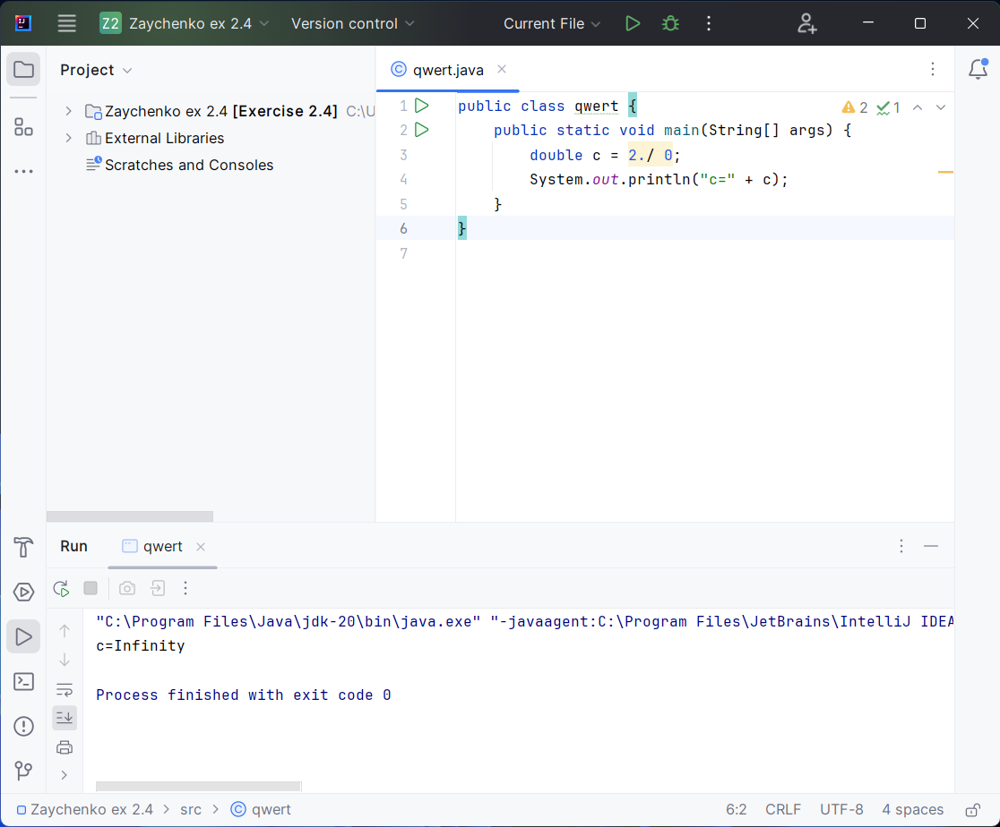 Z2 Zaychenko ex 2.4 Version control Current File
Project
qwert.java
Zaychenko ex 2.4 [Exercise 2.4] C:\U
External Libraries
Scratches and Consoles
2 1
1 public class qwert {
2 public static void main(String[] args) {
3 double c = 2./ 0;
4 System.out.println("c=" + c);
5 }
6 }
7
Run qwert
"C:\Program Files\Java\jdk-20\bin\java.exe" "-javaagent:C:\Program Files\JetBrains\IntelliJ IDEA
c=Infinity
Process finished with exit code 0
Zaychenko ex 2.4 > src > qwert 6:2 CRLF UTF-8 4 spaces